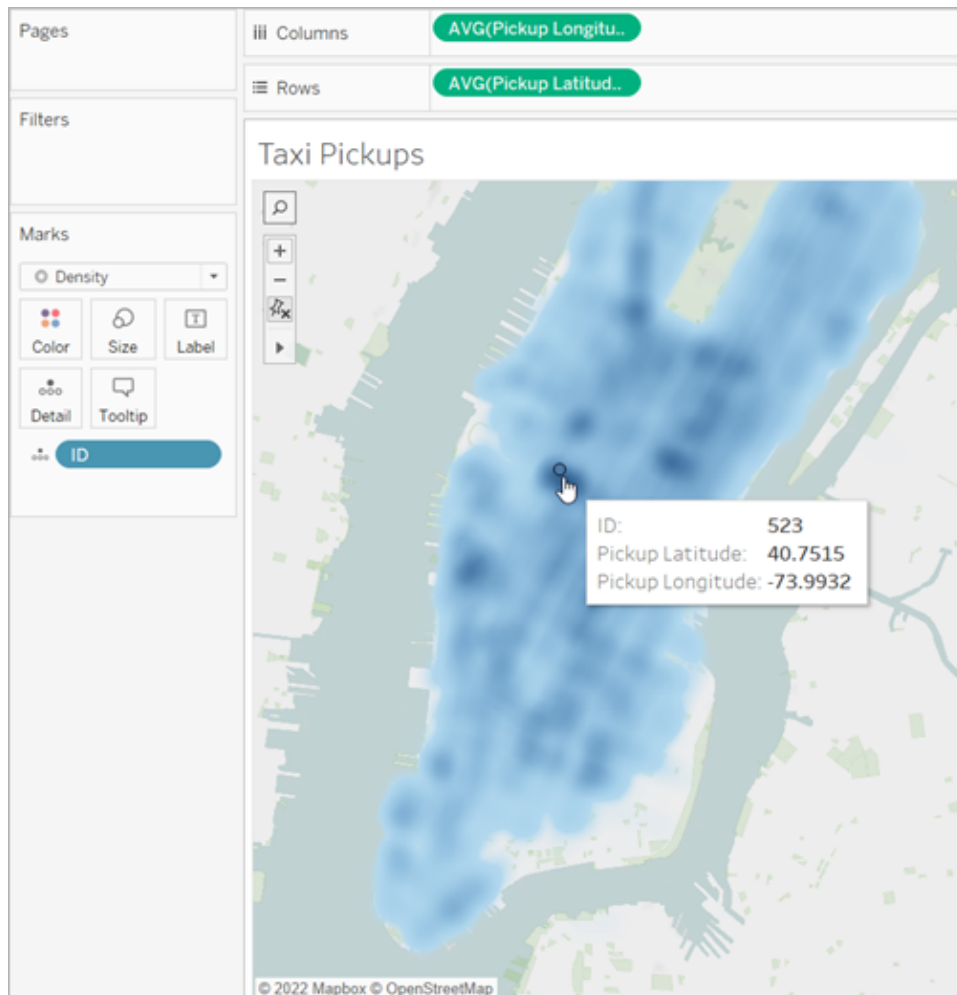 Pages
iii Columns
AVG(Pickup Longitu..
Rows
AVG(Pickup Latitud..
Filters
Taxi Pickups
Marks
Density
Color
Size
T
Label
Detail
Tooltip
ID
+
−
ID: 523
Pickup Latitude: 40.7515
Pickup Longitude: -73.9932
© 2022 Mapbox © OpenStreetMap